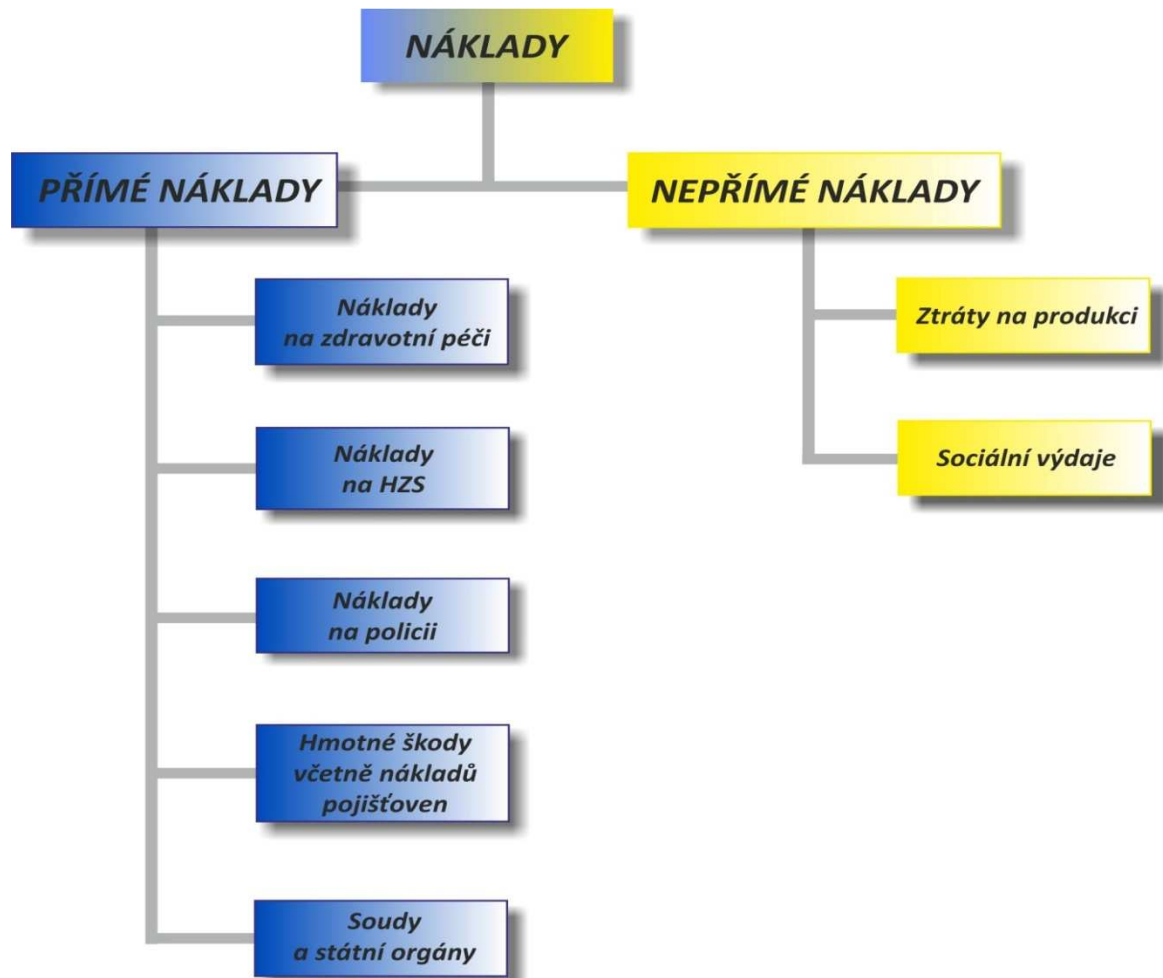 NÁKLADY
PŘÍMÉ NÁKLADY
NEPŘÍMÉ NÁKLADY
Náklady
na zdravotní péči
Náklady
na HZS
Náklady
na policii
Hmotné škody
včetně nákladů
pojišťoven
Soudy
a státní orgány
Ztráty na produkci
Sociální výdaje